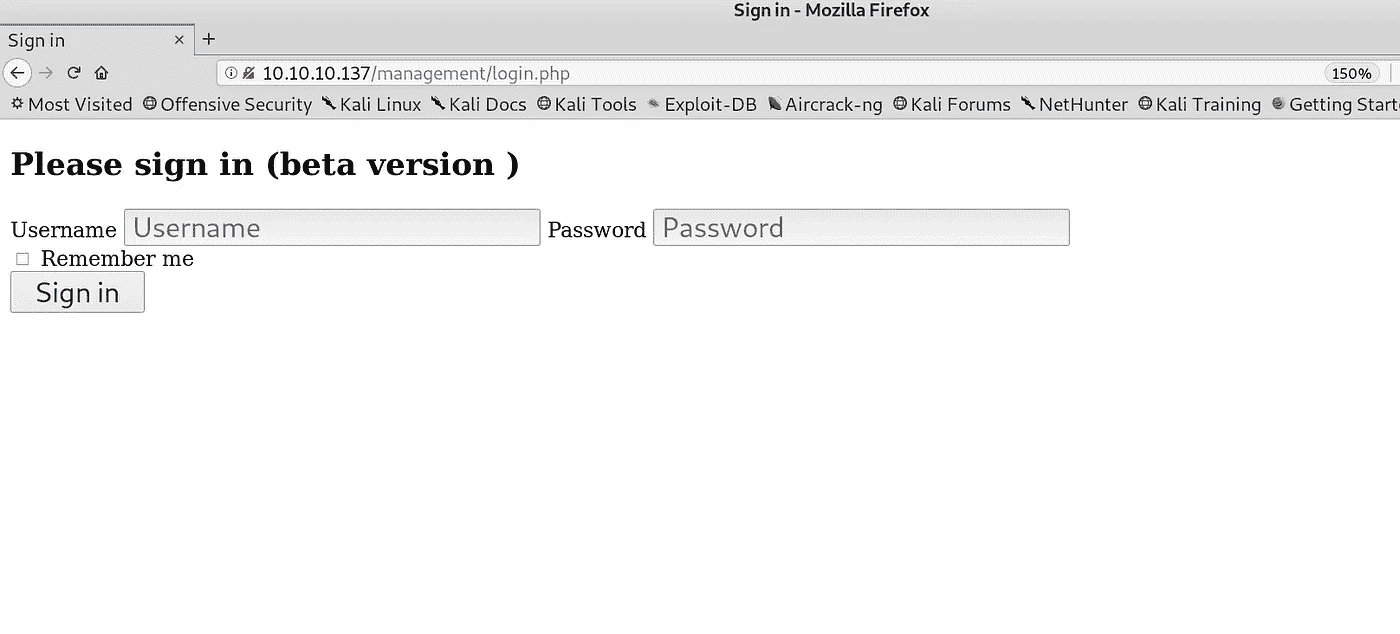 Sign in - Mozilla Firefox
Sign in × +
10.10.10.137/management/login.php 150%
Most Visited Offensive Security Kali Linux Kali Docs Kali Tools Exploit-DB Aircrack-ng Kali Forums NetHunter Kali Training Getting Start
Please sign in (beta version )
Username Username Password Password
Remember me
Sign in